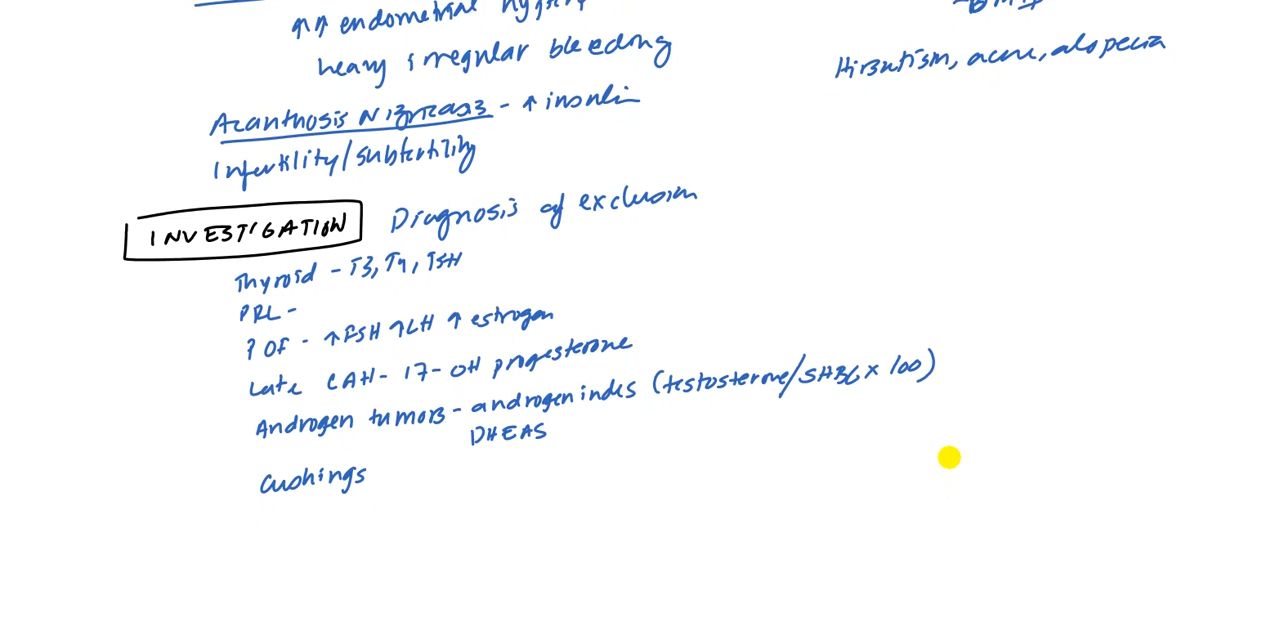 ↑↑ endometrial
heavy irregular bleeding
Hirsutism, acne, alopecia
Acanthosis Nigricans - ↑ insulin
Infertility/subfertility
INVESTIGATION Diagnosis of exclusion
Thyroid - T3, T4, TSH
PRL -
POF - ↑FSH ↑LH ↑ estrogen
Late CAH - 17-OH progesterone
Androgen tumors - androgen index (testosterone/SHBG x 100)
DHEAS
Cushings